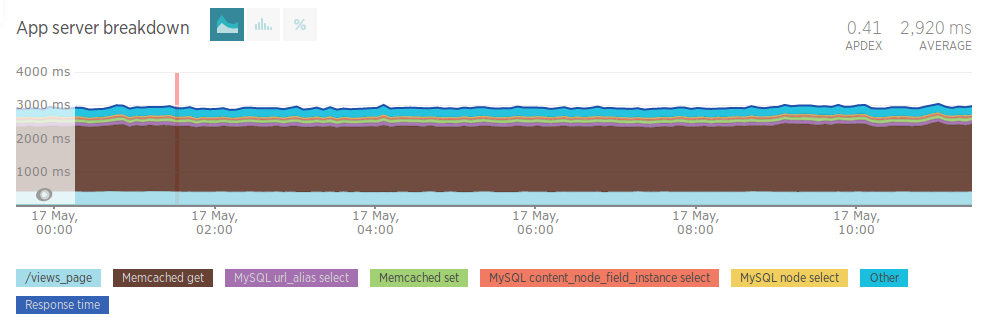 App server breakdown
%
0.41 2,920 ms
APDEX AVERAGE
4000 ms
3000 ms
2000 ms
1000 ms
17 May, 17 May, 17 May, 17 May, 17 May, 17 May,
00:00 02:00 04:00 06:00 08:00 10:00
/views_page Memcached get MySQL url_alias select Memcached set MySQL content_node_field_instance select MySQL node select Other
Response time